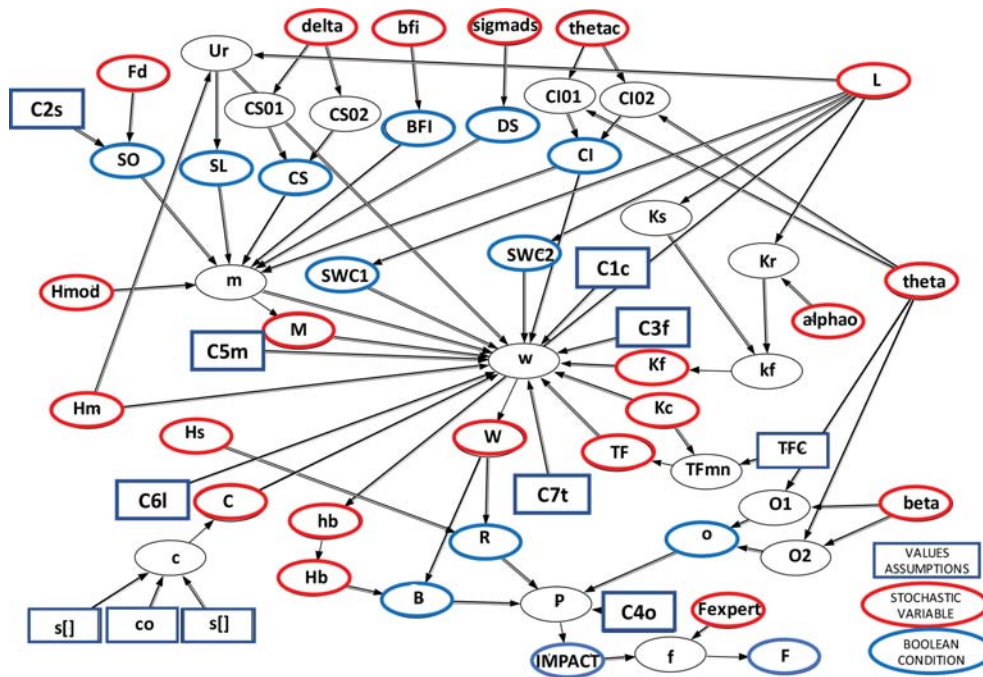 delta
bfi
sigmads
thetac
Ur
Fd
L
C2s
CS01
CS02
CI01
CI02
BFI
DS
SO
SL
CS
CI
Ks
SWC1
SWC2
Kr
C1c
m
Hmod
theta
alphao
M
C3f
C5m
w
Kf
kf
Hm
Kc
Hs
W
TF
TFmn
TFC
C6l
C
C7t
O1
beta
hb
R
o
O2
c
VALUES
ASSUMPTIONS
Hb
B
P
C4o
STOCHASTIC
VARIABLE
s[]
co
s[]
Fexpert
BOOLEAN
CONDITION
IMPACT
f
F